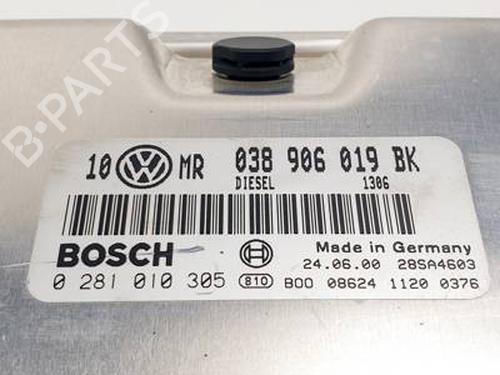 B-PARTS
10 VW MR 038 906 019 BK
DIESEL 1306
BOSCH
Made in Germany
24.06.00 28SA4603
0 281 010 305 810 B00 08624 1120 0376